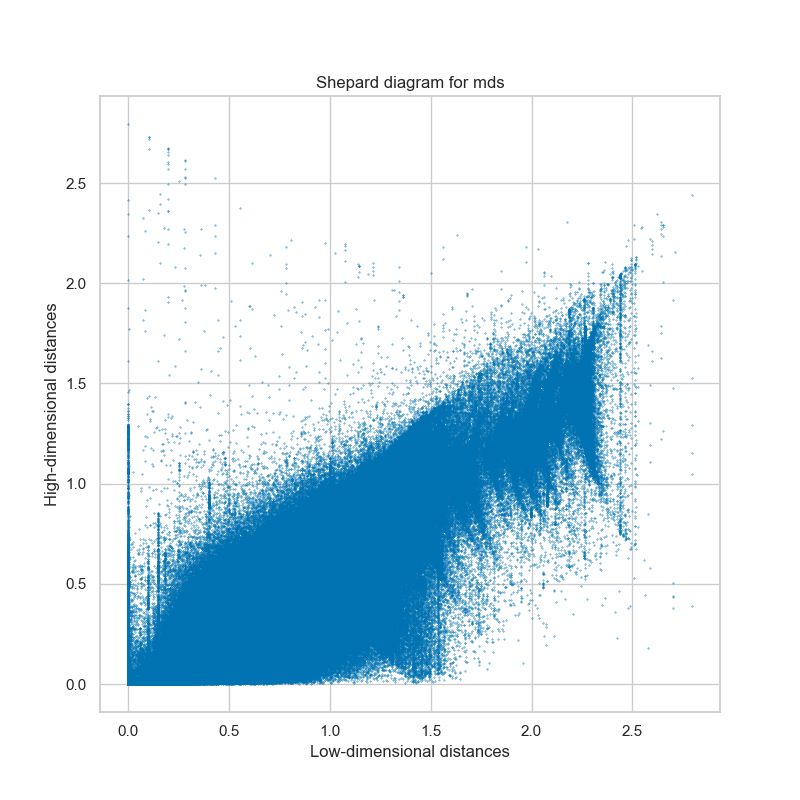 Shepard diagram for mds
High-dimensional distances
2.5
2.0
1.5
1.0
0.5
0.0
0.0 0.5 1.0 1.5 2.0 2.5
Low-dimensional distances